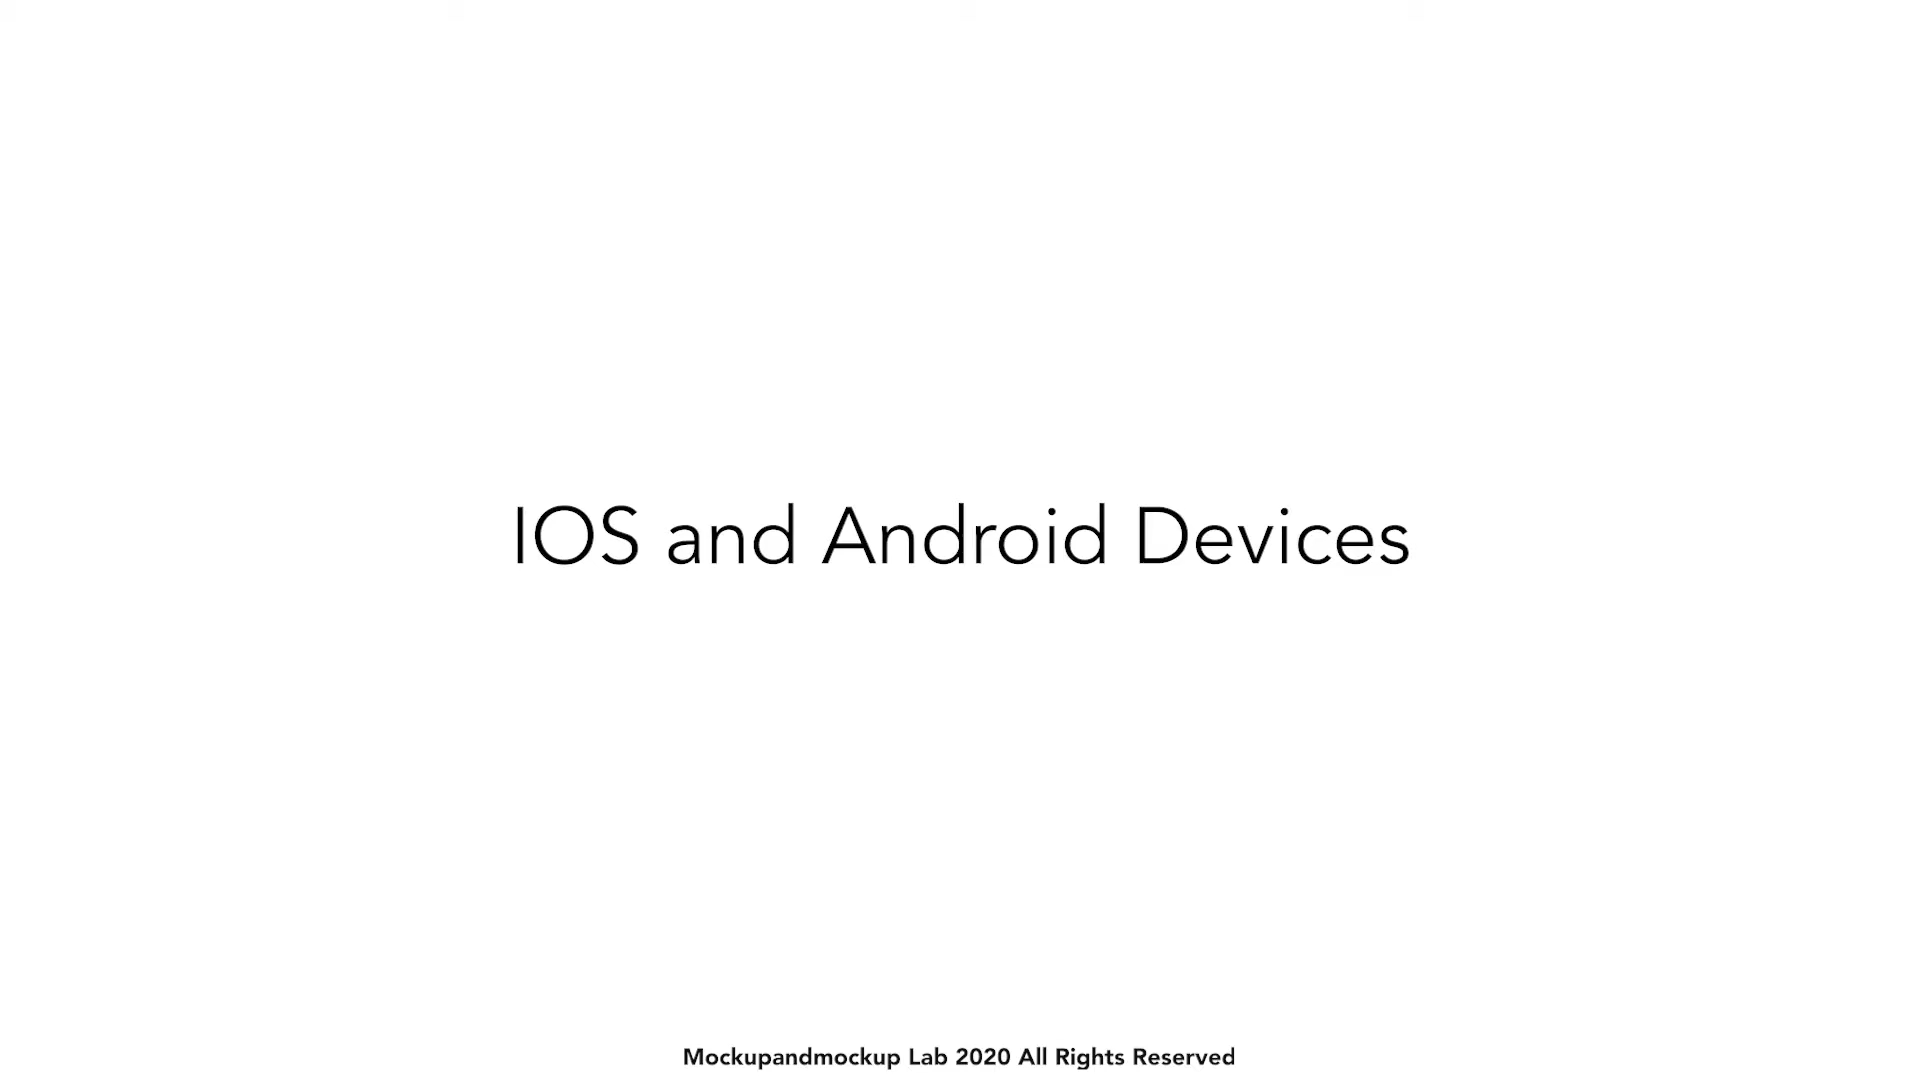 IOS and Android Devices
Mockupandmockup Lab 2020 All Rights Reserved